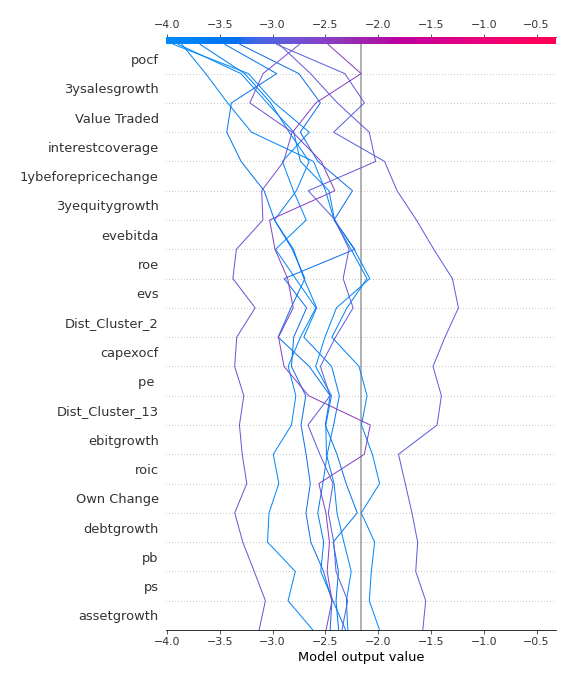 −4.0 −3.5 −3.0 −2.5 −2.0 −1.5 −1.0 −0.5
pocf
3ysalesgrowth
Value Traded
interestcoverage
1ybeforepricechange
3yequitygrowth
evebitda
roe
evs
Dist_Cluster_2
capexocf
pe
Dist_Cluster_13
ebitgrowth
roic
Own Change
debtgrowth
pb
ps
assetgrowth
−4.0 −3.5 −3.0 −2.5 −2.0 −1.5 −1.0 −0.5
Model output value